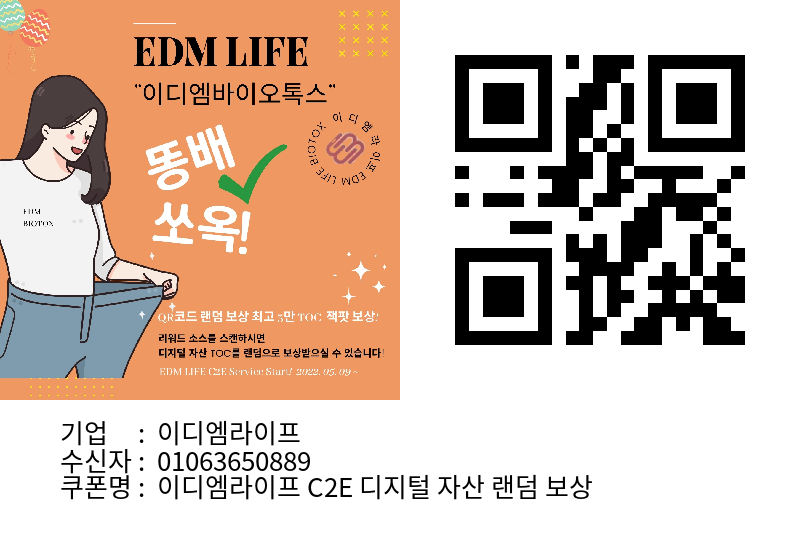 EDM LIFE
"이디엠바이오톡스"
똥배
쏘옥!
이디엠라이프 EDM LIFE BIOTOX
EDM
BIOTOX
QR코드 랜덤 보상 최고 5만 TOC 잭팟 보상!
리워드 소스를 스캔하시면
디지털 자산 TOC를 랜덤으로 보상받으실 수 있습니다!
EDM LIFE C2E Service Start! 2022. 05. 09 ~
기업 : 이디엠라이프
수신자 : 01063650889
쿠폰명 : 이디엠라이프 C2E 디지털 자산 랜덤 보상